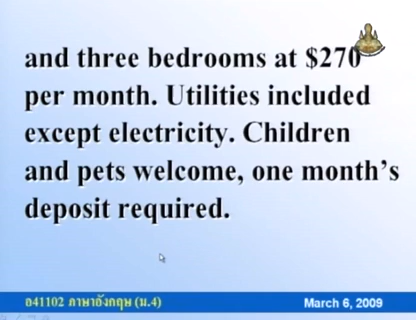 and three bedrooms at $270
per month. Utilities included
except electricity. Children
and pets welcome, one month's
deposit required.
อ41102 ภาษาอังกฤษ (ม.4)
March 6, 2009